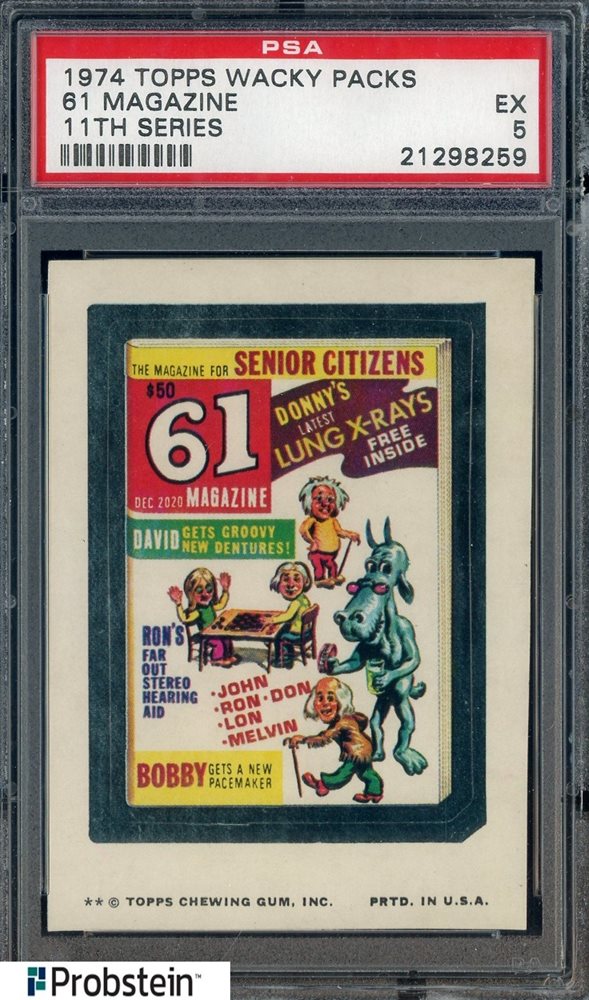 PSA
1974 TOPPS WACKY PACKS
61 MAGAZINE
EX
11TH SERIES
5
21298259
THE MAGAZINE FOR SENIOR CITIZENS
$50
61
DEC 2020 MAGAZINE
DONNY'S
LATEST
LUNG X-RAYS
FREE
INSIDE
DAVID GETS GROOVY
NEW DENTURES!
RON'S
FAR
OUT
STEREO
HEARING
AID
•JOHN
•RON•DON
•LON
•MELVIN
BOBBY GETS A NEW
PACEMAKER
** © TOPPS CHEWING GUM, INC. PRTD. IN U.S.A.
PSA
Probstein™